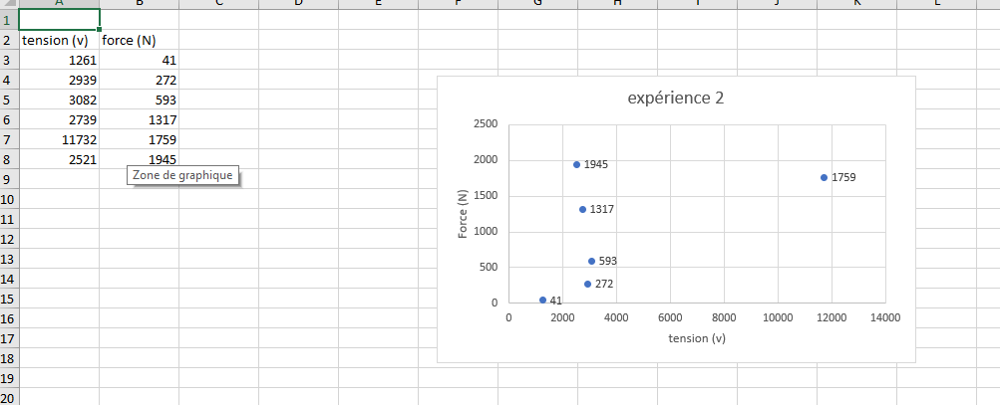 A B C D E F G H I J K L
1
2 tension (v) force (N)
3 1261 41
4 2939 272
5 3082 593
6 2739 1317
7 11732 1759
8 2521 1945
Zone de graphique
9
10
11
12
13
14
15
16
17
18
19
20
expérience 2
Force (N)
2500
2000
1500
1000
500
0
1945
1759
1317
593
272
41
0 2000 4000 6000 8000 10000 12000 14000
tension (v)